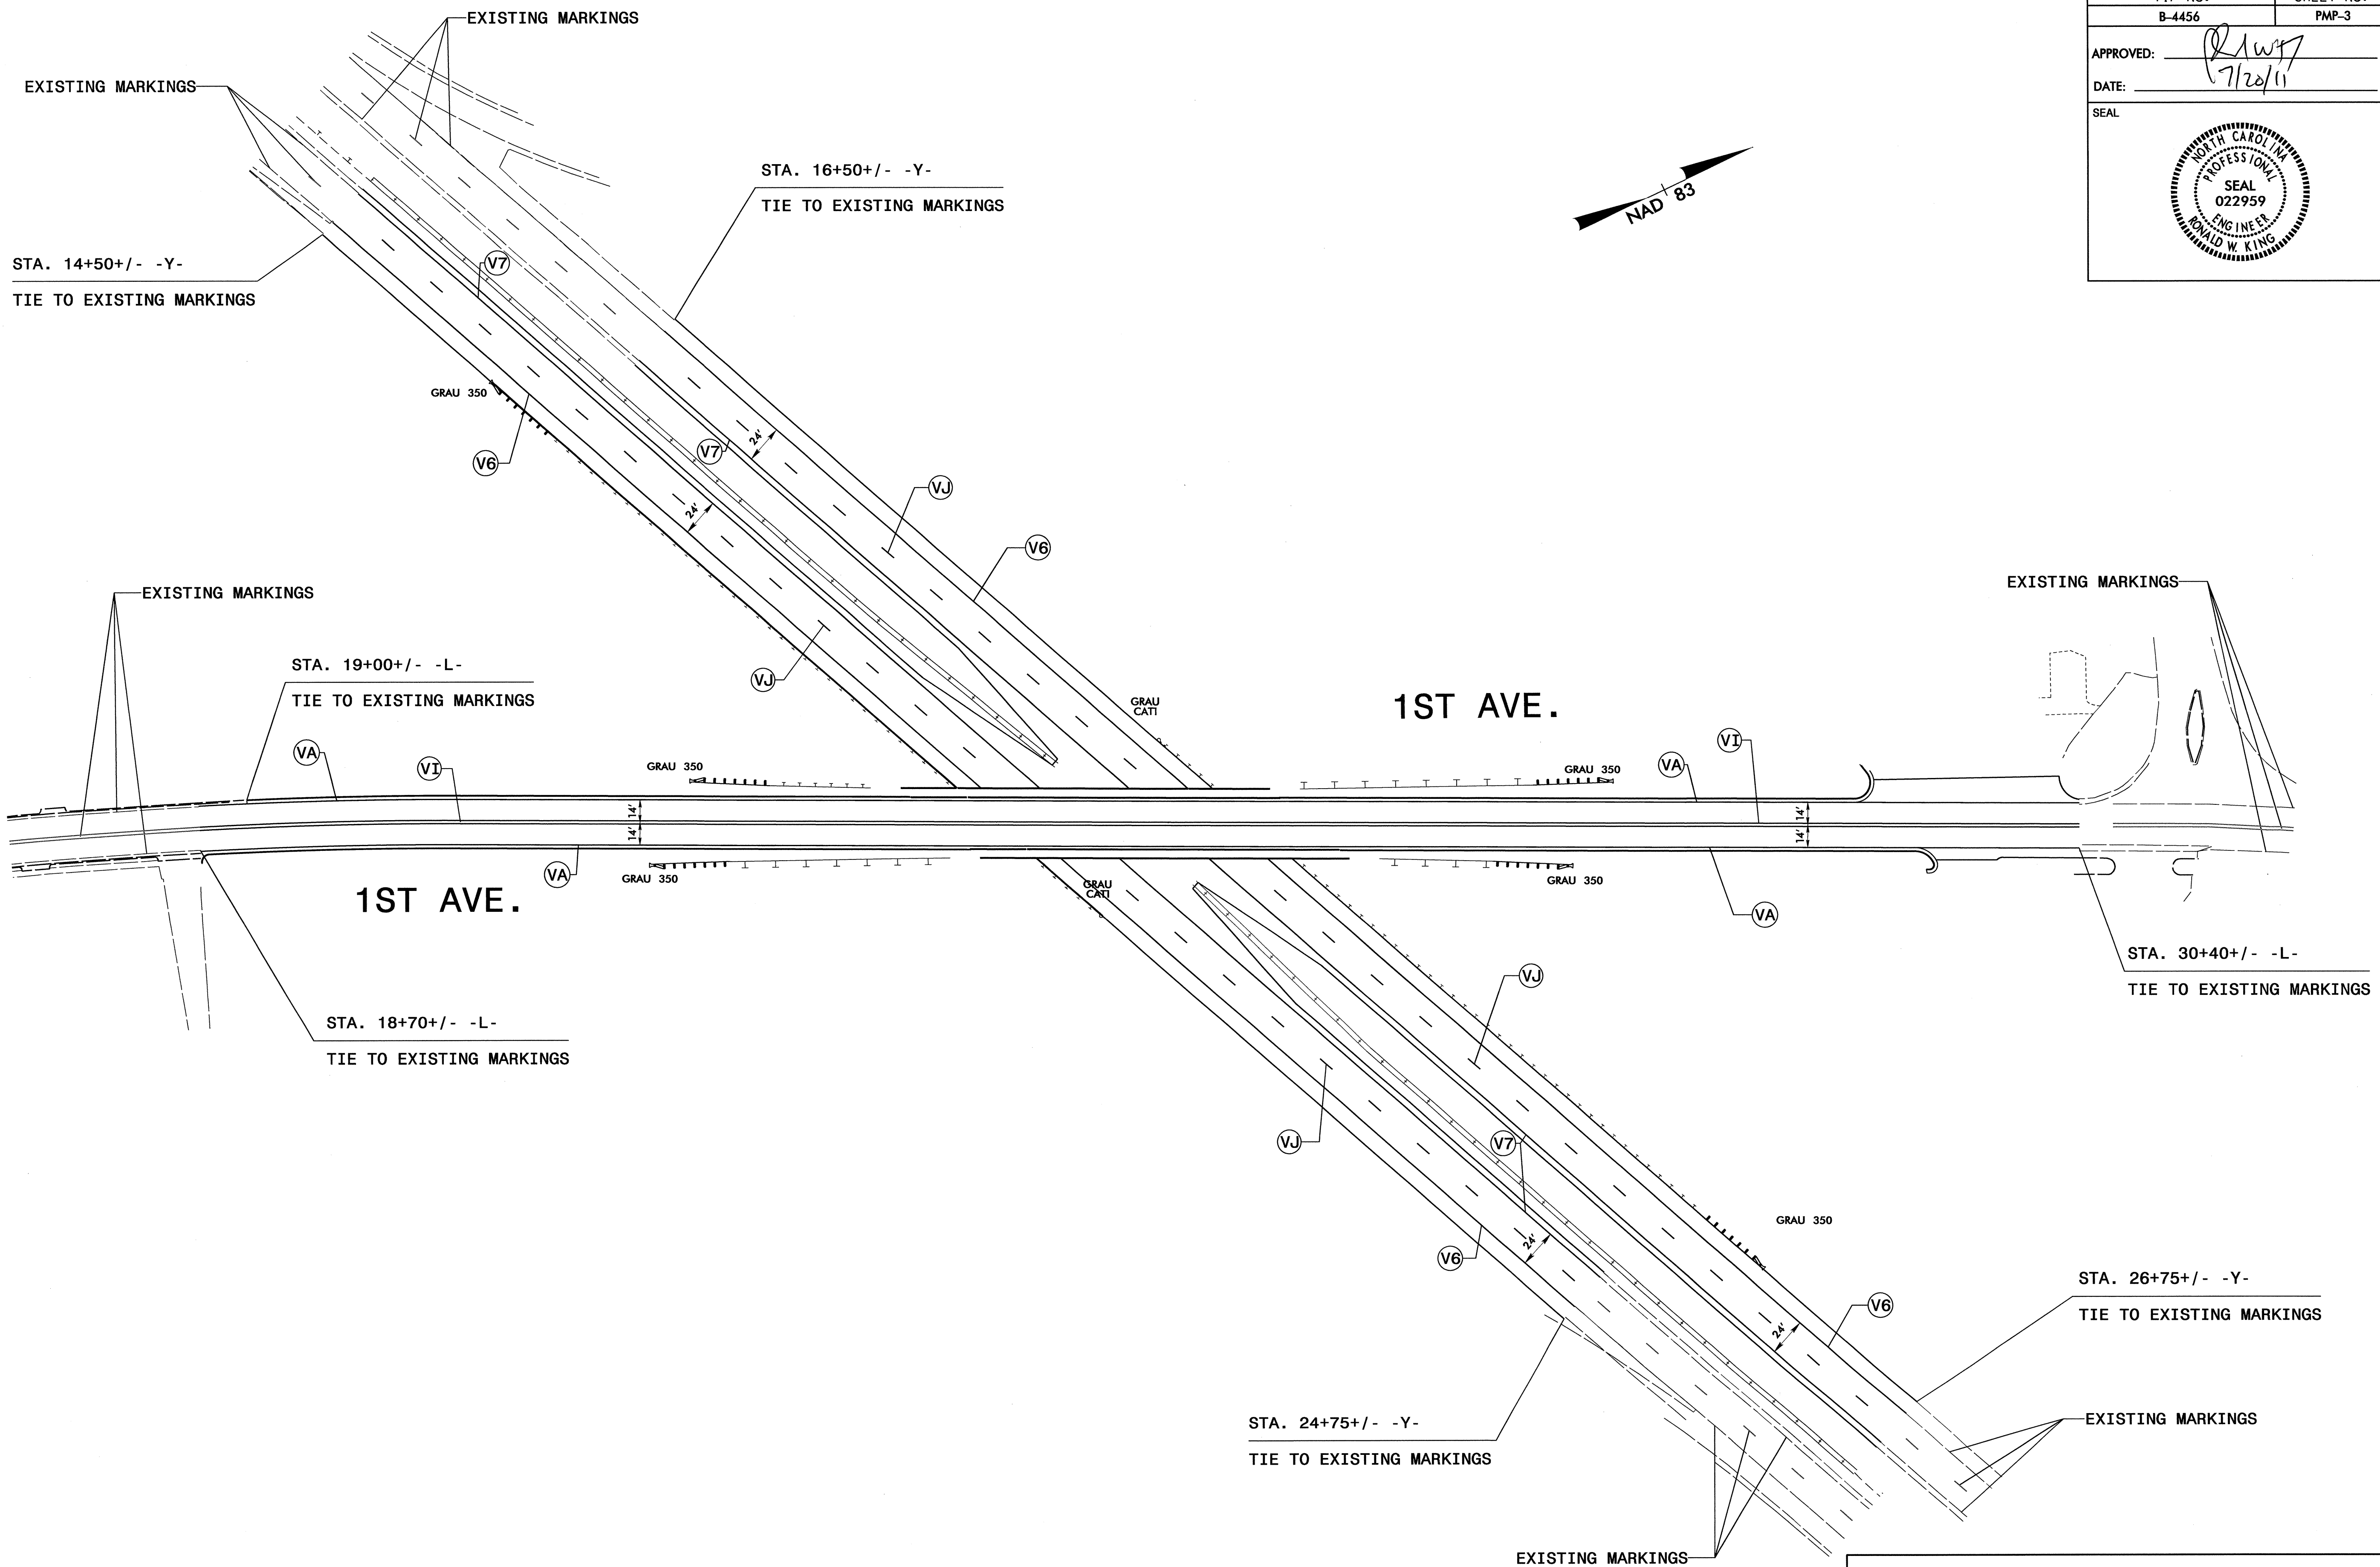 EXISTING MARKINGS
EXISTING MARKINGS
B-4456
PMP-3
APPROVED:
7/20/11
DATE:
SEAL
NORTH CAROLINA
PROFESSIONAL
SEAL
022959
ENGINEER
RONALD W. KING
STA. 16+50+/- -Y-
TIE TO EXISTING MARKINGS
NAD 83
STA. 14+50+/- -Y-
TIE TO EXISTING MARKINGS
V7
GRAU 350
V6
V7
24'
24'
VJ
V6
EXISTING MARKINGS
EXISTING MARKINGS
STA. 19+00+/- -L-
TIE TO EXISTING MARKINGS
VJ
GRAU
CATI
1ST AVE.
VA
VI
GRAU 350
GRAU 350
VA
VI
14'
14'
14'
14'
VA
GRAU 350
GRAU
CATI
GRAU 350
VA
1ST AVE.
STA. 18+70+/- -L-
TIE TO EXISTING MARKINGS
STA. 30+40+/- -L-
TIE TO EXISTING MARKINGS
VJ
VJ
V7
V6
24'
GRAU 350
V6
24'
STA. 26+75+/- -Y-
TIE TO EXISTING MARKINGS
STA. 24+75+/- -Y-
TIE TO EXISTING MARKINGS
EXISTING MARKINGS
EXISTING MARKINGS